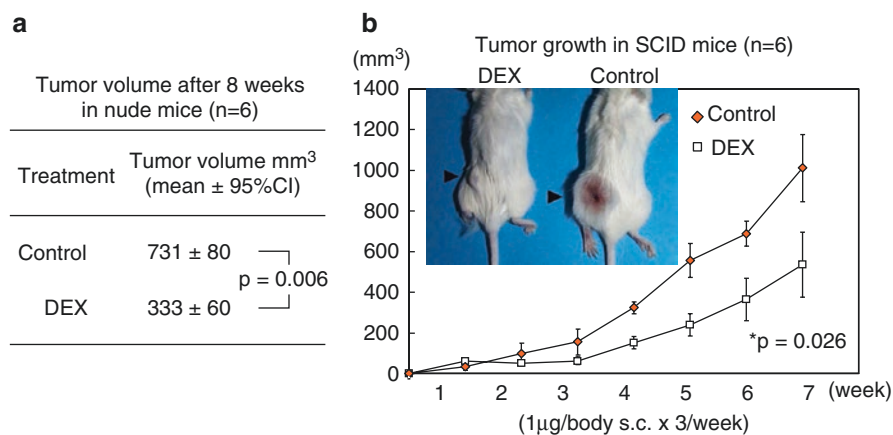 a
Tumor volume after 8 weeks
in nude mice (n=6)
Treatment Tumor volume mm³
(mean ± 95%CI)
Control 731 ± 80
p = 0.006
DEX 333 ± 60
b
Tumor growth in SCID mice (n=6)
(mm³)
DEX Control
1400
1200
1000
800
600
400
200
0
Control
DEX
*p = 0.026
1 2 3 4 5 6 7 (week)
(1μg/body s.c. x 3/week)